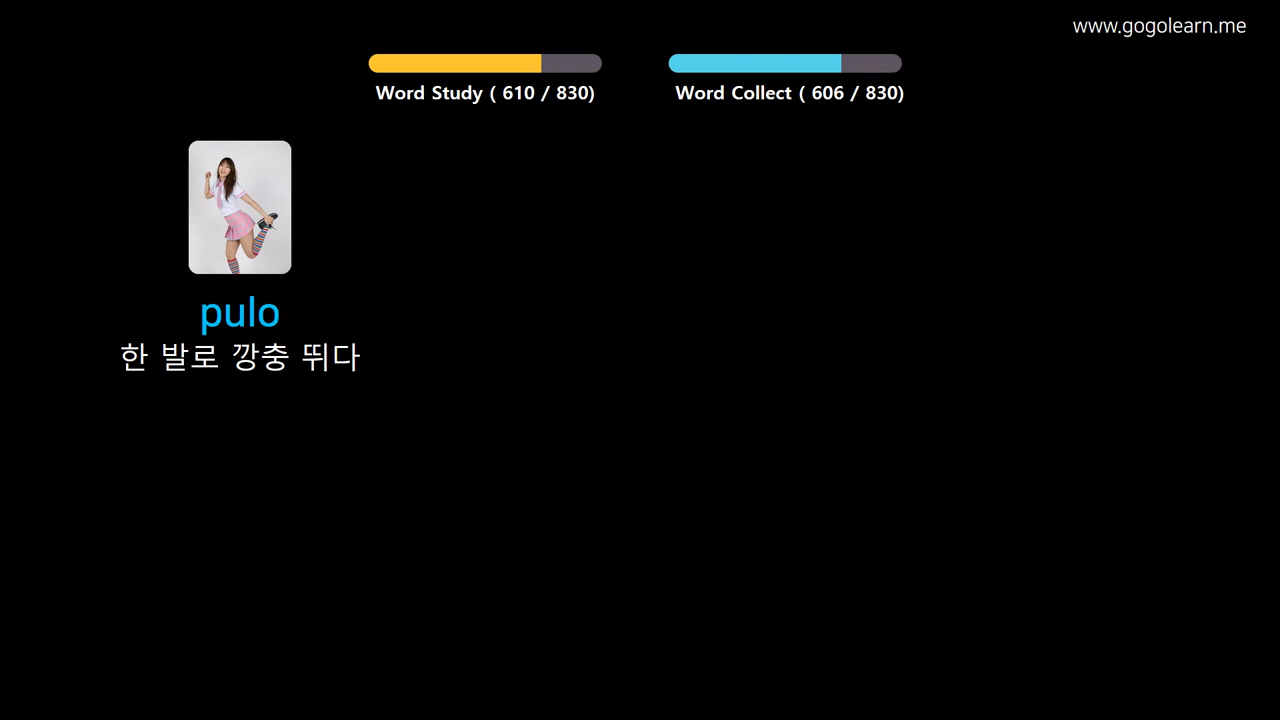 www.gogolearn.me
Word Study ( 610 / 830)
Word Collect ( 606 / 830)
pulo
한 발로 깡충 뛰다